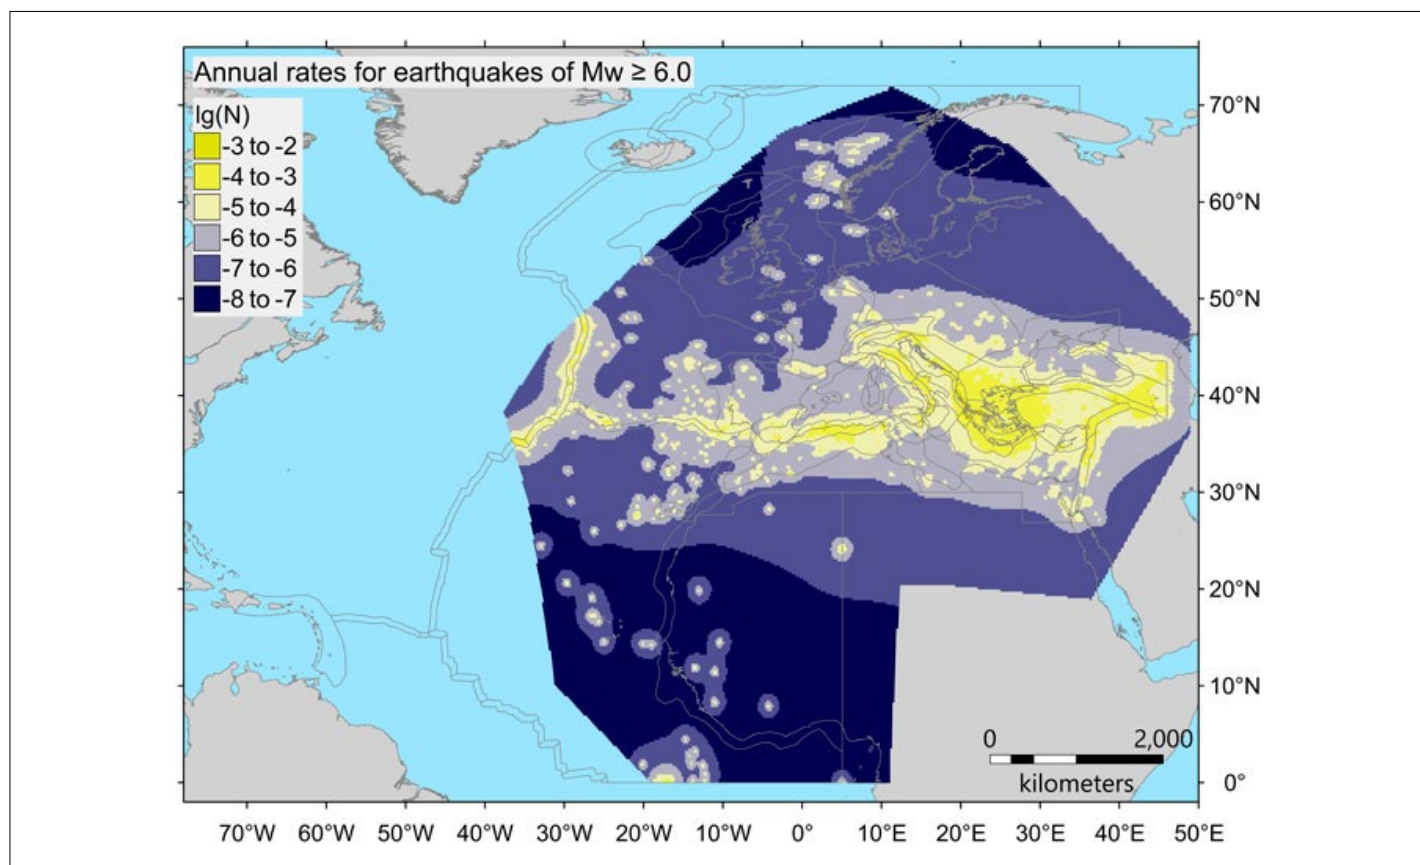 Annual rates for earthquakes of Mw ≥ 6.0
lg(N)
-3 to -2
-4 to -3
-5 to -4
-6 to -5
-7 to -6
-8 to -7
70°N
60°N
50°N
40°N
30°N
20°N
10°N
0°
0 2,000
kilometers
70°W 60°W 50°W 40°W 30°W 20°W 10°W 0° 10°E 20°E 30°E 40°E 50°E